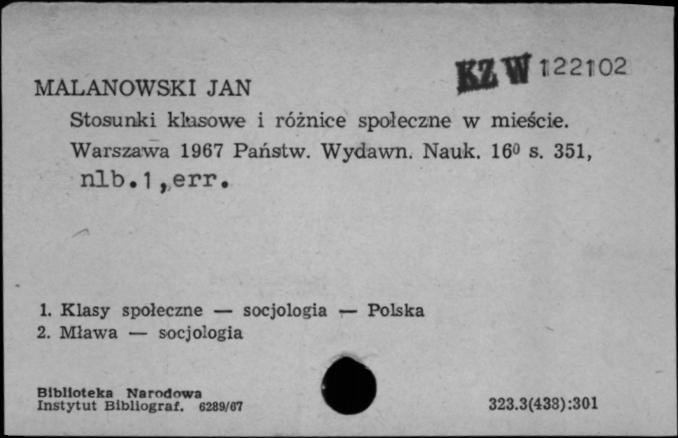 KZ W 122102
MALANOWSKI JAN
Stosunki klasowe i różnice społeczne w mieście.
Warszawa 1967 Państw. Wydawn. Nauk. 16⁰ s. 351,
nlb.1, err.
1. Klasy społeczne — socjologia — Polska
2. Mława — socjologia
Biblioteka Narodowa
Instytut Bibliograf. 6289/67
323.3(438):301